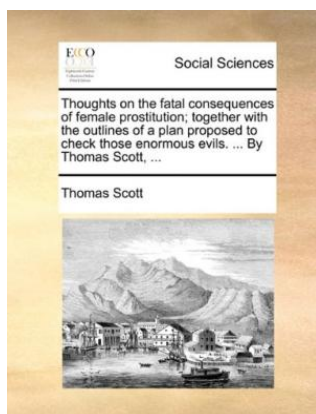 ECCO
Social Sciences
Thoughts on the fatal consequences
of female prostitution; together with
the outlines of a plan proposed to
check those enormous evils. ... By
Thomas Scott, ...
Thomas Scott